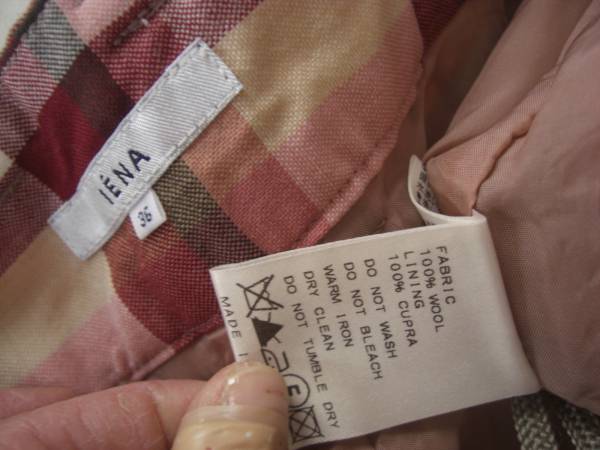 IÉNA
36
FABRIC
100% WOOL
LINING
100% CUPRA
DO NOT WASH
DO NOT BLEACH
WARM IRON
DRY CLEAN
DO NOT TUMBLE DRY
MADE